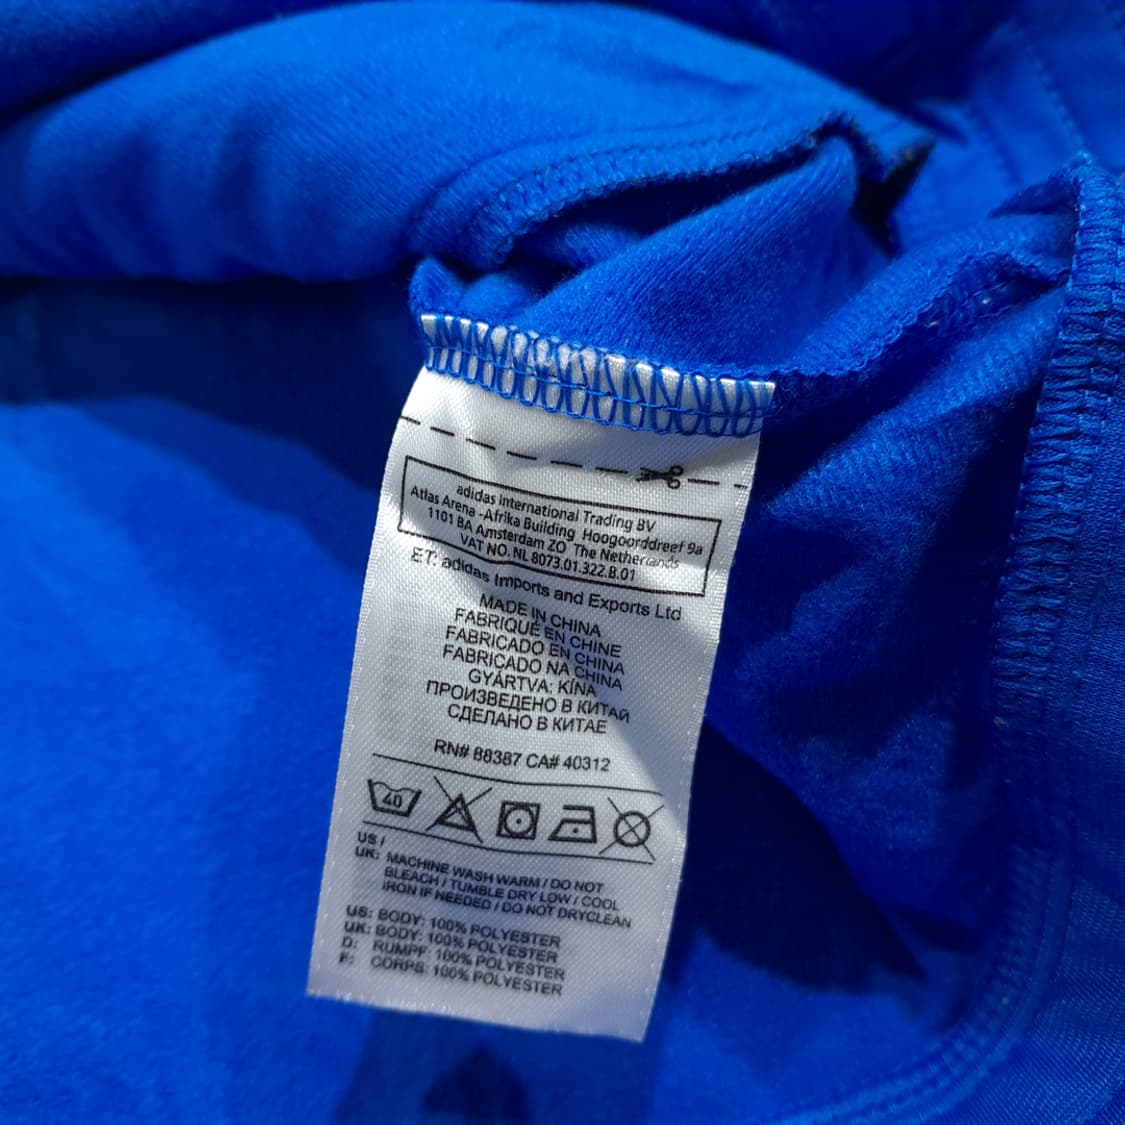 adidas International Trading BV
Atlas Arena -Afrika Building Hoogoorddreef 9a
1101 BA Amsterdam ZO The Netherlands
VAT NO. NL 8073.01.322.B.01
ET: adidas Imports and Exports Ltd
MADE IN CHINA
FABRIQUÉ EN CHINE
FABRICADO EN CHINA
FABRICADO NA CHINA
GYÁRTVA: KÍNA
ПРОИЗВЕДЕНО В КИТАЙ
СДЕЛАНО В КИТАЕ
RN# 88387 CA# 40312
40
US /
UK: MACHINE WASH WARM / DO NOT
BLEACH / TUMBLE DRY LOW / COOL
IRON IF NEEDED / DO NOT DRYCLEAN
US: BODY: 100% POLYESTER
UK: BODY: 100% POLYESTER
D: RUMPF: 100% POLYESTER
F: CORPS: 100% POLYESTER